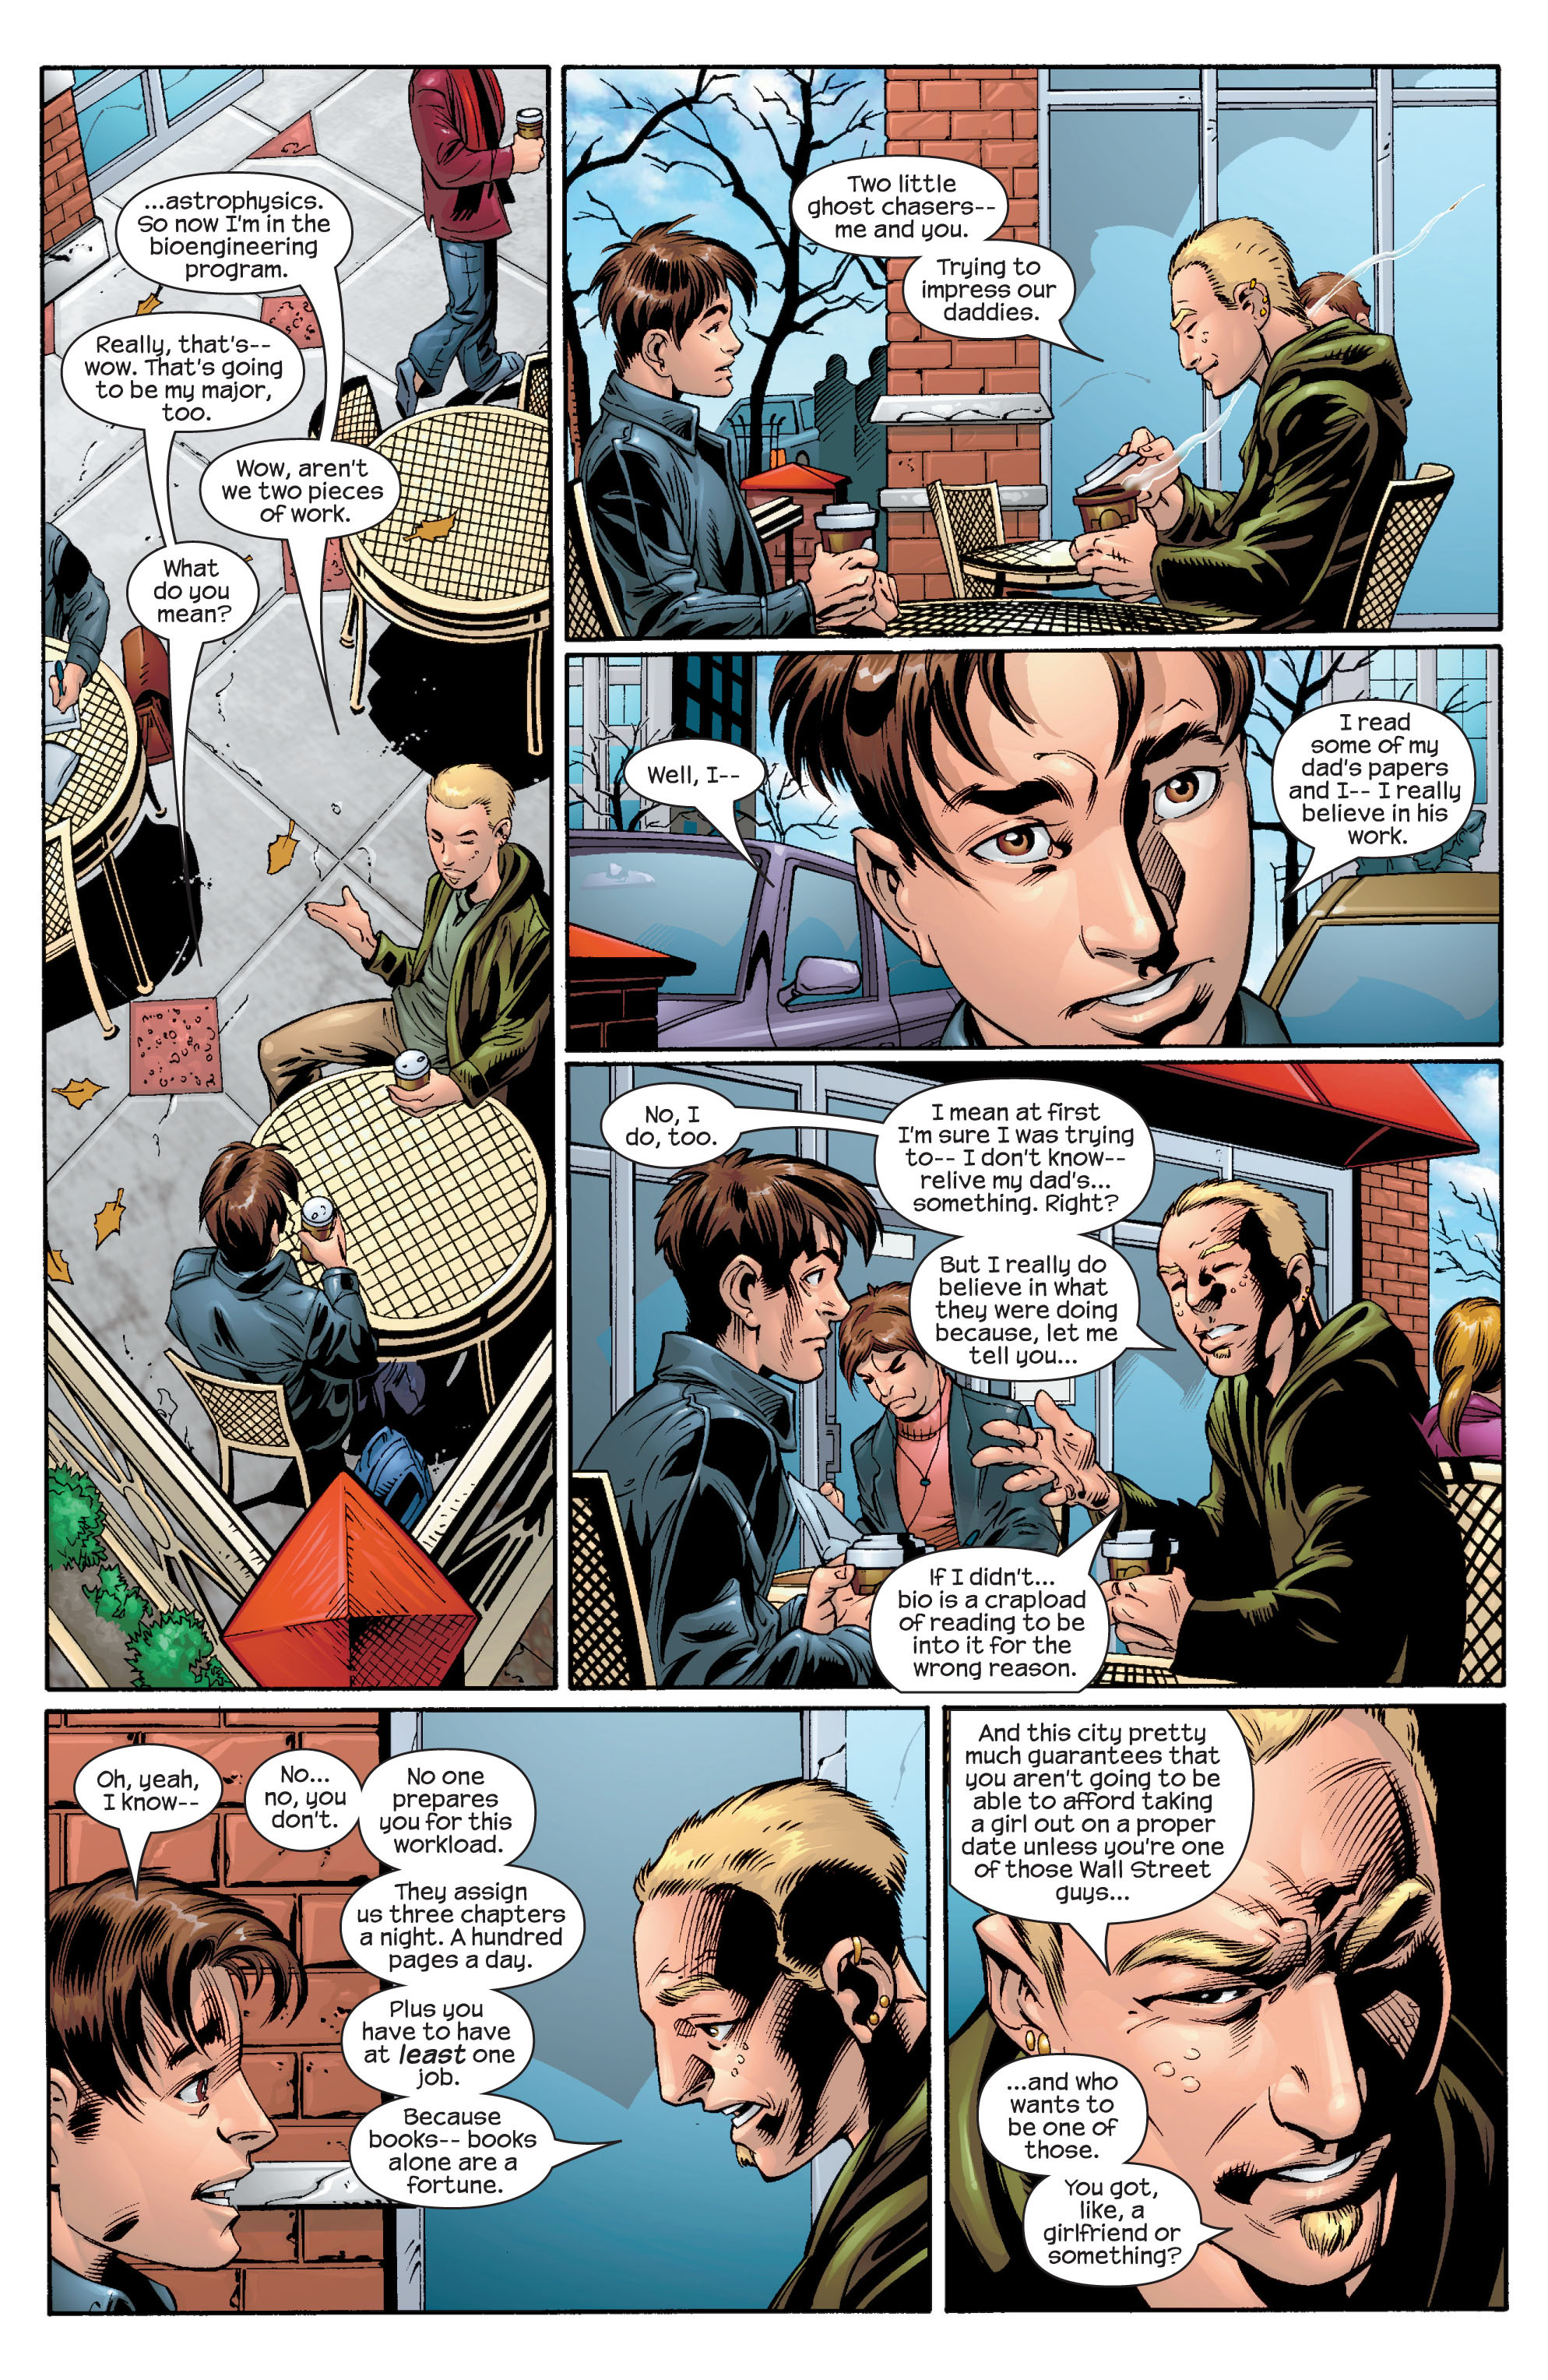 ...astrophysics.
So now I'm in the
bioengineering
program.
Really, that's--
wow. That's going
to be my major,
too.
Wow, aren't
we two pieces
of work.
What
do you
mean?
Two little
ghost chasers--
me and you.
Trying to
impress our
daddies.
Well, I--
I read
some of my
dad's papers
and I-- I really
believe in his
work.
No, I
do, too.
I mean at first
I'm sure I was trying
to-- I don't know--
relive my dad's...
something. Right?
But I really do
believe in what
they were doing
because, let me
tell you...
If I didn't...
bio is a crapload
of reading to be
into it for the
wrong reason.
Oh, yeah,
I know--
No...
no, you
don't.
No one
prepares
you for this
workload.
They assign
us three chapters
a night. A hundred
pages a day.
Plus you
have to have
at least one
job.
Because
books-- books
alone are a
fortune.
And this city pretty
much guarantees that
you aren't going to be
able to afford taking
a girl out on a proper
date unless you're one
of those Wall Street
guys...
...and who
wants to
be one of
those.
You got,
like, a
girlfriend or
something?